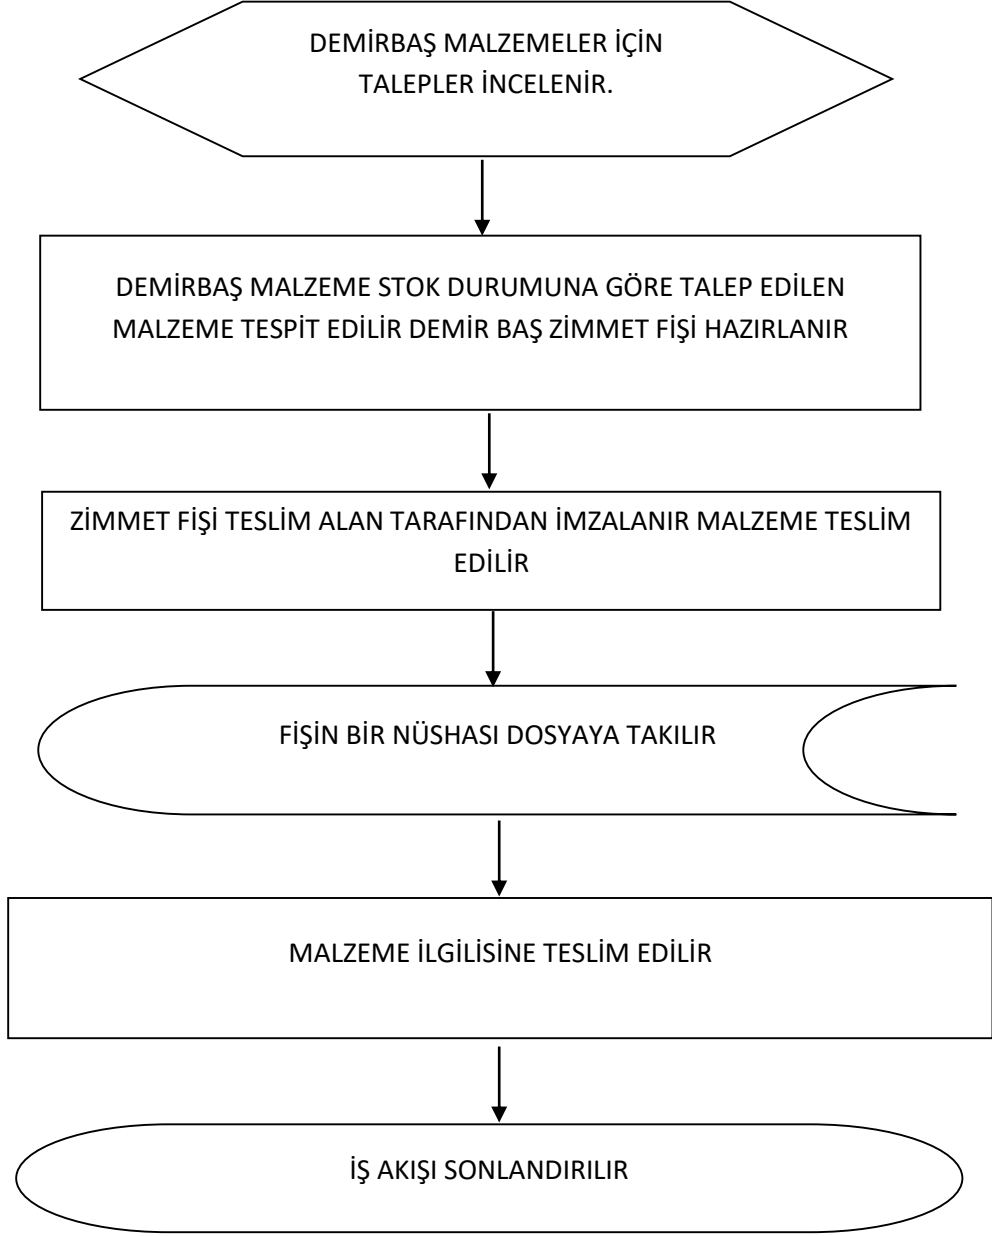 DEMİRBAŞ MALZEMELER İÇİN
TALEPLER İNCELENİR.
DEMİRBAŞ MALZEME STOK DURUMUNA GÖRE TALEP EDİLEN
MALZEME TESPİT EDİLİR DEMİR BAŞ ZİMMET FİŞİ HAZIRLANIR
ZİMMET FİŞİ TESLİM ALAN TARAFINDAN İMZALANIR MALZEME TESLİM
EDİLİR
FİŞİN BİR NÜSHASI DOSYAYA TAKILIR
MALZEME İLGİLİSİNE TESLİM EDİLİR
İŞ AKIŞI SONLANDIRILIR